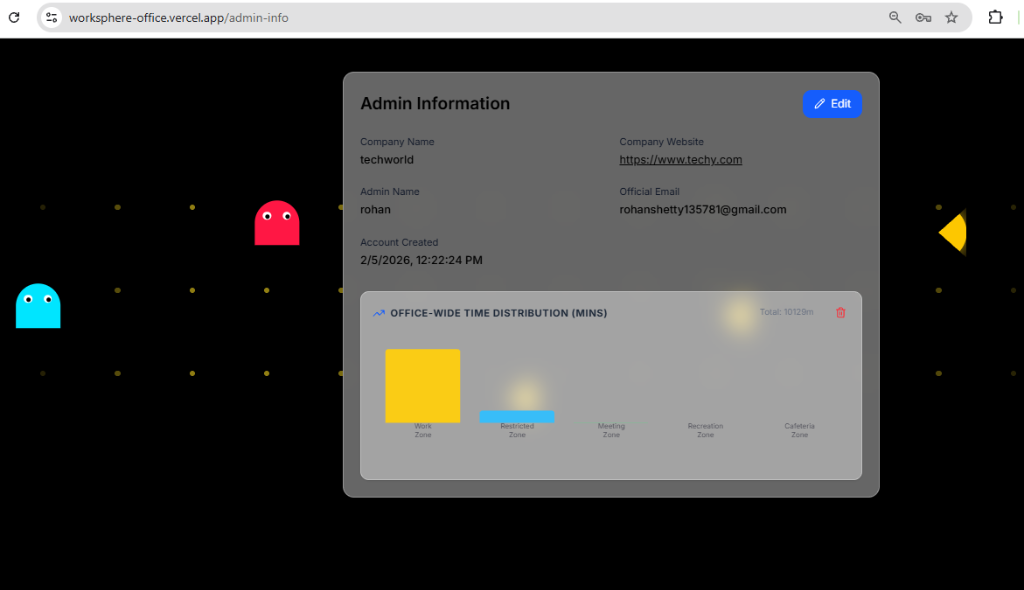 worksphere-office.vercel.app/admin-info
Admin Information
Edit
Company Name
techworld
Company Website
https://www.techy.com
Admin Name
rohan
Official Email
rohanshetty135781@gmail.com
Account Created
2/5/2026, 12:22:24 PM
OFFICE-WIDE TIME DISTRIBUTION (MINS)
Total: 10129m
Work
Zone
Restricted
Zone
Meeting
Zone
Recreation
Zone
Cafeteria
Zone